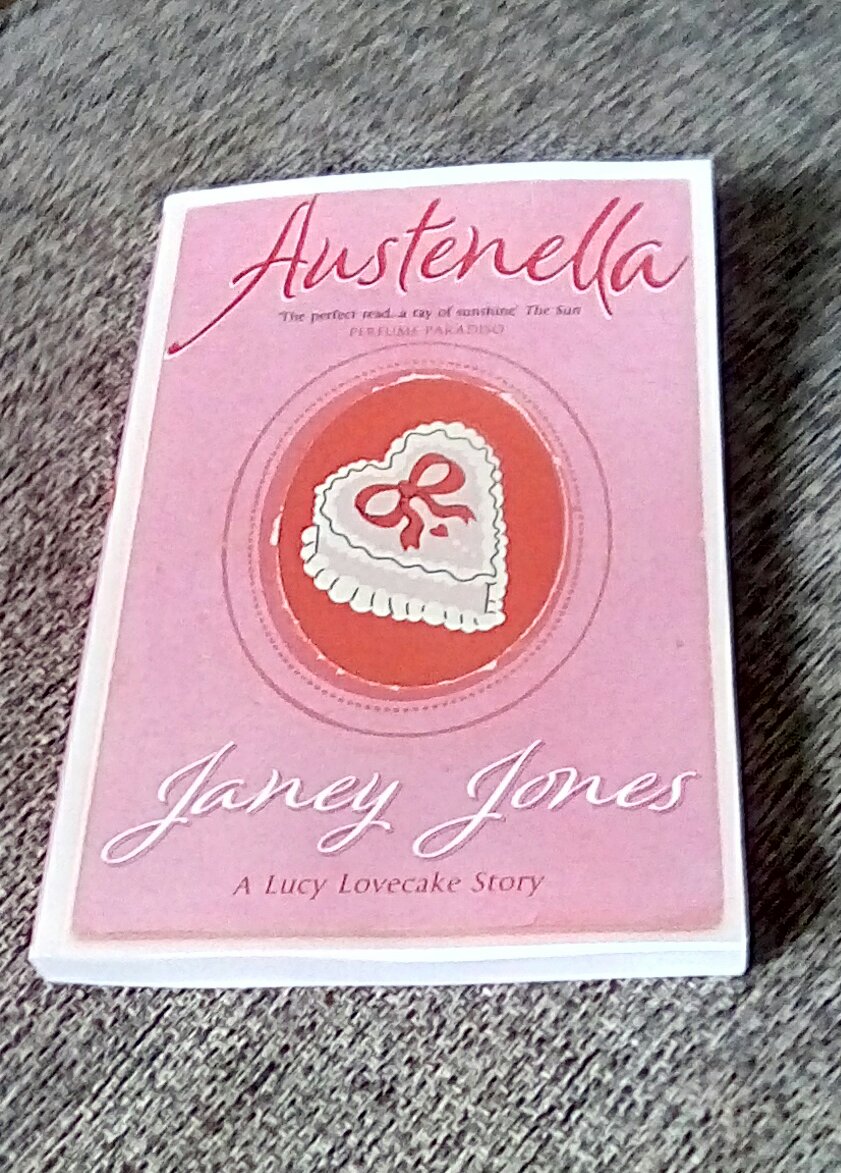 Austenella
'The perfect read...a ray of sunshine' The Sun
PERFUME PARADISO
Janey Jones
A Lucy Lovecake Story